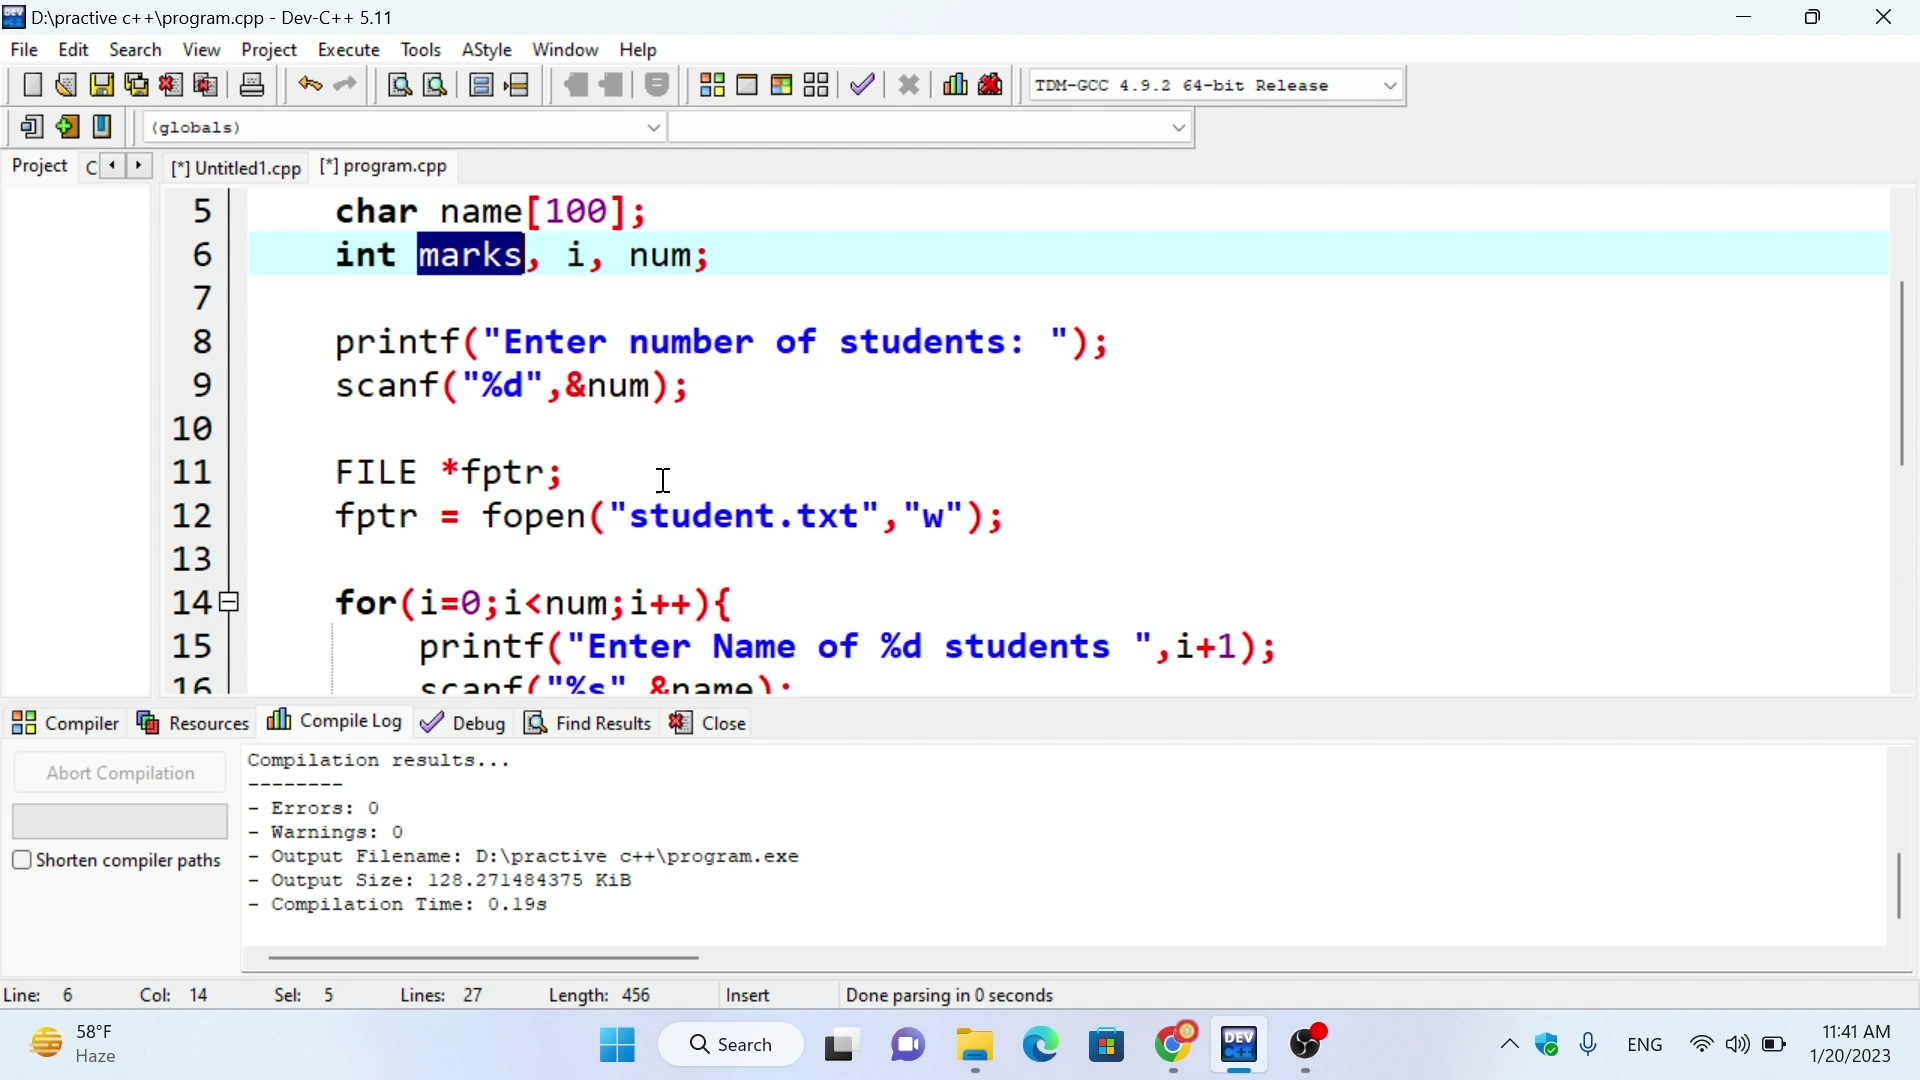 D:\practive c++\program.cpp - Dev-C++ 5.11
File Edit Search View Project Execute Tools AStyle Window Help
TDM-GCC 4.9.2 64-bit Release
(globals)
Project C [*] Untitled1.cpp [*] program.cpp
5 char name[100];
6 int marks, i, num;
7
8 printf("Enter number of students: ");
9 scanf("%d",&num);
10
11 FILE *fptr;
12 fptr = fopen("student.txt","w");
13
14 for(i=0;i<num;i++){
15 printf("Enter Name of %d students ",i+1);
16 scanf("%s" &name);
Compiler Resources Compile Log Debug Find Results Close
Abort Compilation
Shorten compiler paths
Compilation results...
--------
- Errors: 0
- Warnings: 0
- Output Filename: D:\practive c++\program.exe
- Output Size: 128.271484375 KiB
- Compilation Time: 0.19s
Line: 6 Col: 14 Sel: 5 Lines: 27 Length: 456 Insert Done parsing in 0 seconds
58°F
Haze
Search
DEV
C++
ENG
11:41 AM
1/20/2023